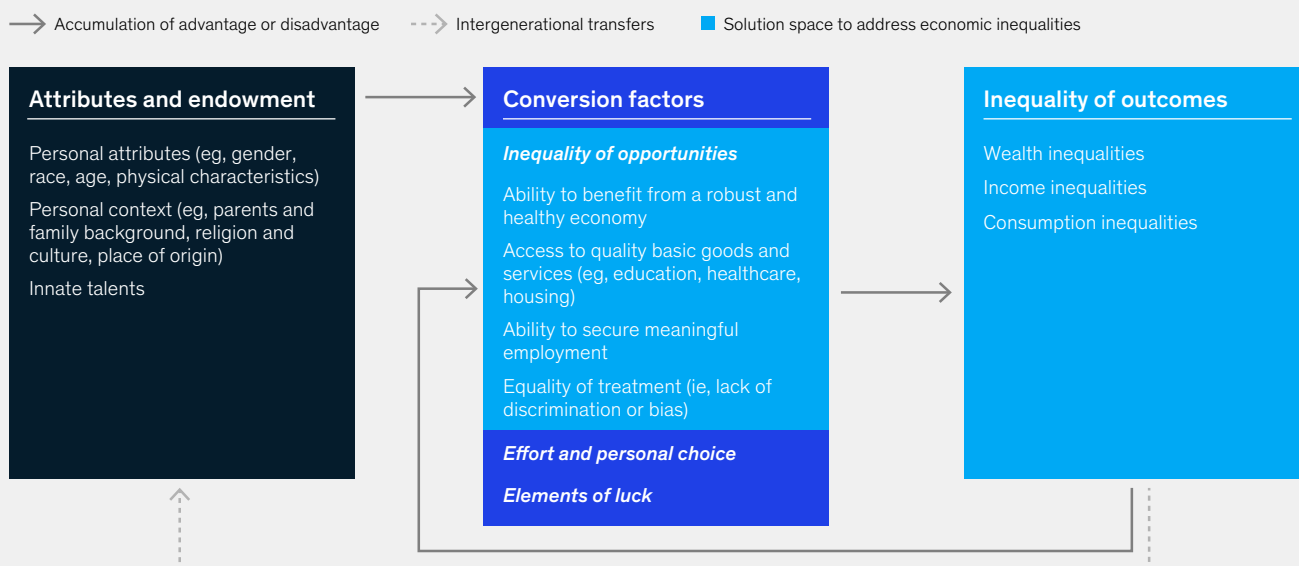 Accumulation of advantage or disadvantage
Intergenerational transfers
Solution space to address economic inequalities
Attributes and endowment
Personal attributes (eg, gender,
race, age, physical characteristics)
Personal context (eg, parents and
family background, religion and
culture, place of origin)
Innate talents
Conversion factors
Inequality of opportunities
Ability to benefit from a robust and
healthy economy
Access to quality basic goods and
services (eg, education, healthcare,
housing)
Ability to secure meaningful
employment
Equality of treatment (ie, lack of
discrimination or bias)
Effort and personal choice
Elements of luck
Inequality of outcomes
Wealth inequalities
Income inequalities
Consumption inequalities